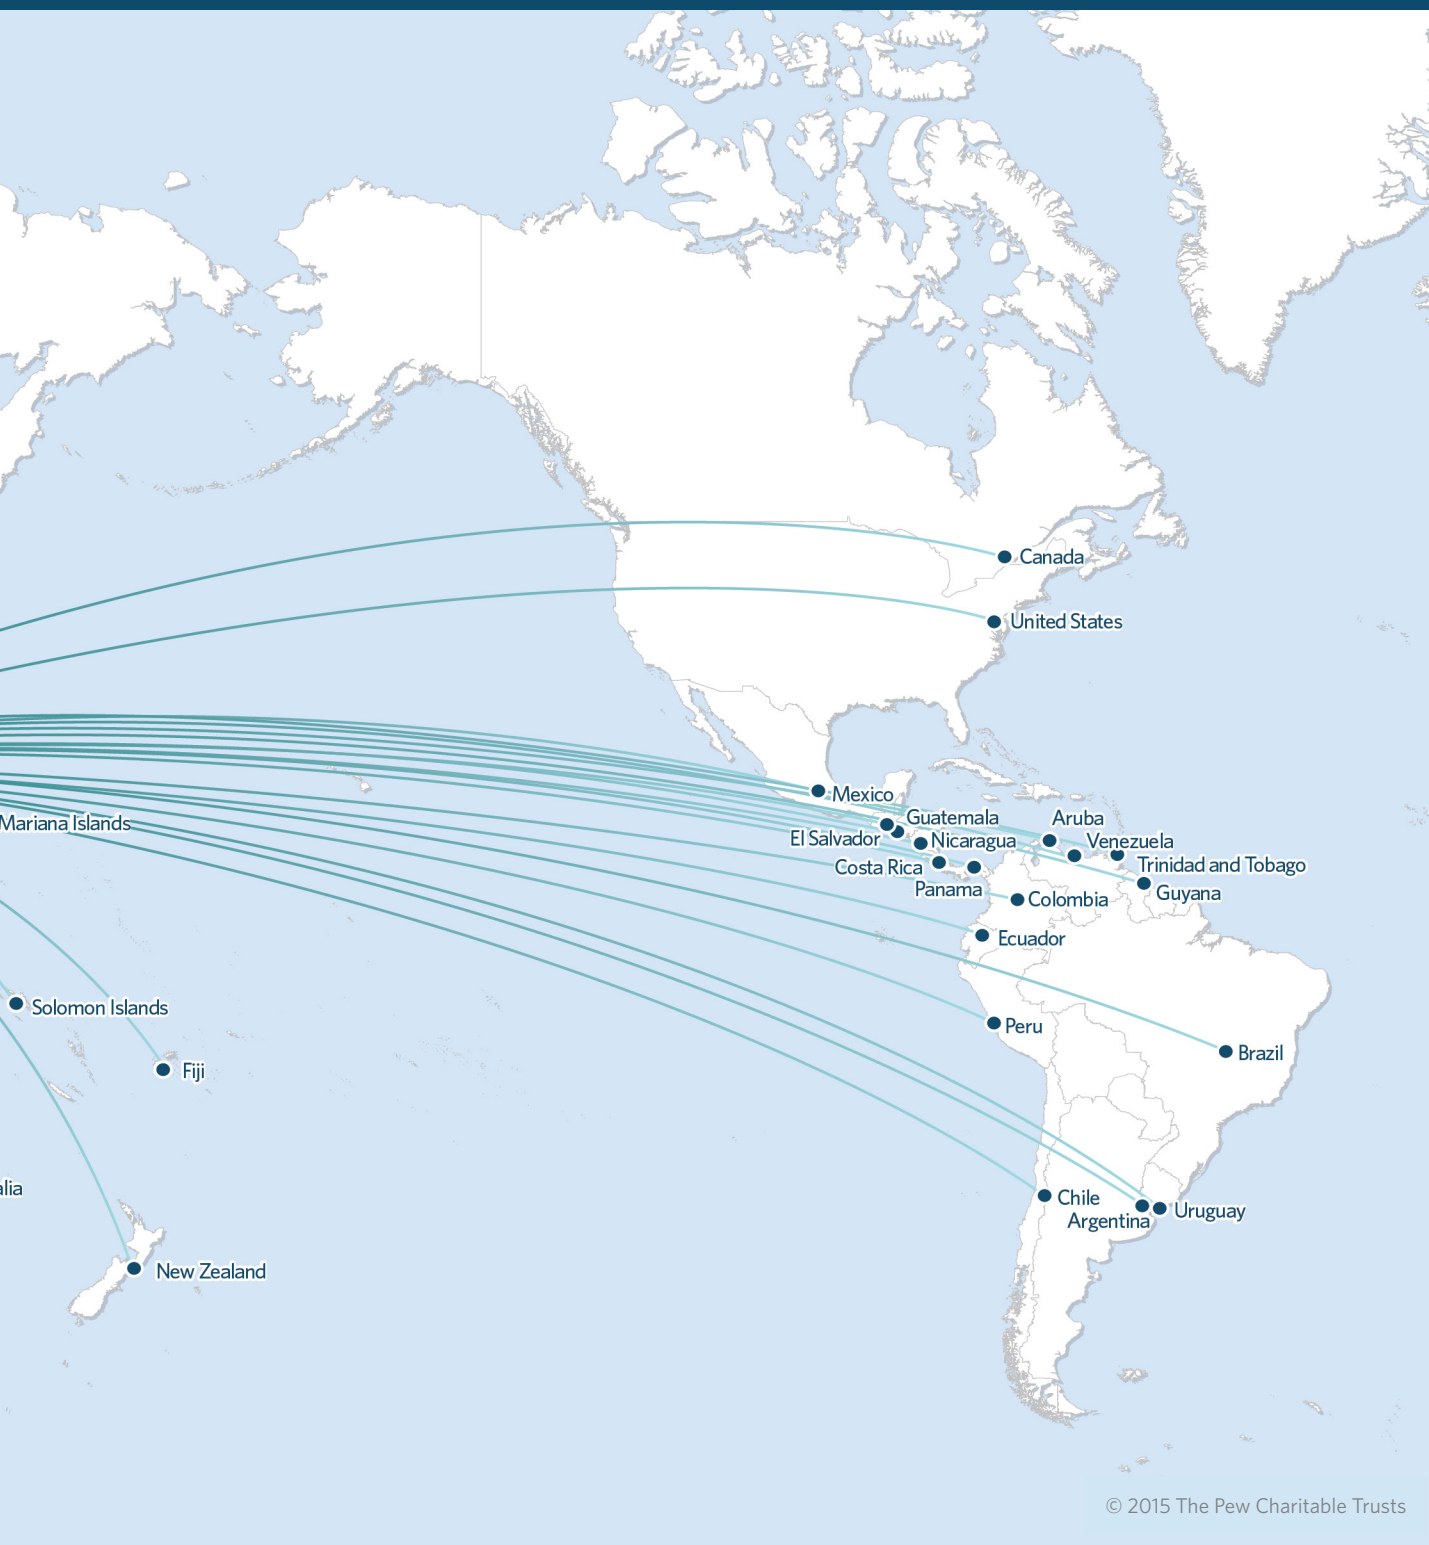 Canada
United States
Mexico
Guatemala
Aruba
El Salvador
Nicaragua
Venezuela
Costa Rica
Trinidad and Tobago
Panama
Guyana
Colombia
Ecuador
Mariana Islands
Solomon Islands
Peru
Brazil
Fiji
alia
Chile
Argentina
Uruguay
New Zealand
© 2015 The Pew Charitable Trusts